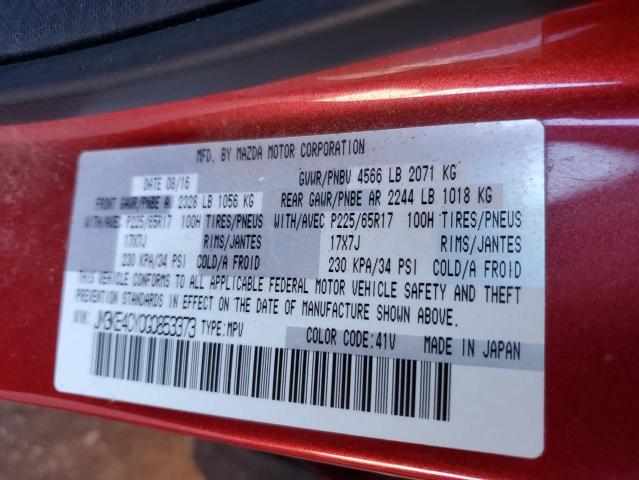 MFD. BY MAZDA MOTOR CORPORATION
DATE 08/16 GVWR/PNBV 4566 LB 2071 KG
FRONT GAWR/PNBE AV 2328 LB 1056 KG REAR GAWR/PNBE AR 2244 LB 1018 KG
WITH/AVEC P225/65R17 100H TIRES/PNEUS WITH/AVEC P225/65R17 100H TIRES/PNEUS
17X7J RIMS/JANTES 17X7J RIMS/JANTES
230 KPA/34 PSI COLD/A FROID 230 KPA/34 PSI COLD/A FROID
THIS VEHICLE CONFORMS TO ALL APPLICABLE FEDERAL MOTOR VEHICLE SAFETY AND THEFT
PREVENTION STANDARDS IN EFFECT ON THE DATE OF MANUFACTURE SHOWN ABOVE.
VIN: JM3KE4CY0G0853373 TYPE:MPV COLOR CODE:41V MADE IN JAPAN